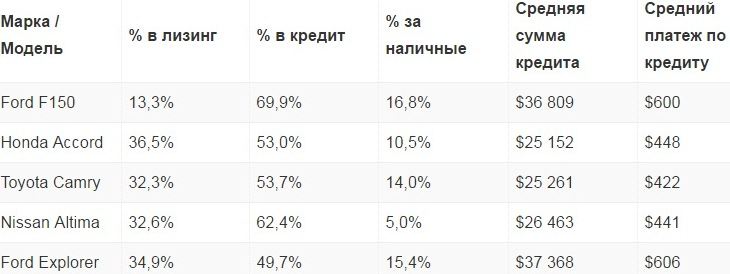 Марка / Модель % в лизинг % в кредит % за наличные Средняя сумма кредита Средний платеж по кредиту
Ford F150 13,3% 69,9% 16,8% $36 809 $600
Honda Accord 36,5% 53,0% 10,5% $25 152 $448
Toyota Camry 32,3% 53,7% 14,0% $25 261 $422
Nissan Altima 32,6% 62,4% 5,0% $26 463 $441
Ford Explorer 34,9% 49,7% 15,4% $37 368 $606